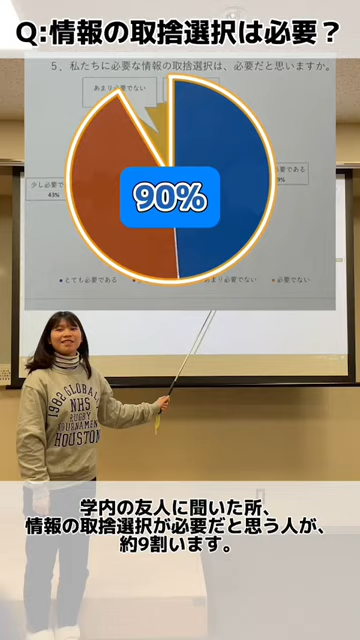 Q:情報の取捨選択は必要？
5、私たちに必要な情報の取捨選択は、必要だと思いますか。
あまり必要でない
90%
少し必要で
43%
必要である
9%
とても必要である
あまり必要でない
必要でない
1982 GLOBAL
NHS
RUGBY
TOURNAMENT
HOUSTON
学内の友人に聞いた所、
情報の取捨選択が必要だと思う人が、
約9割います。